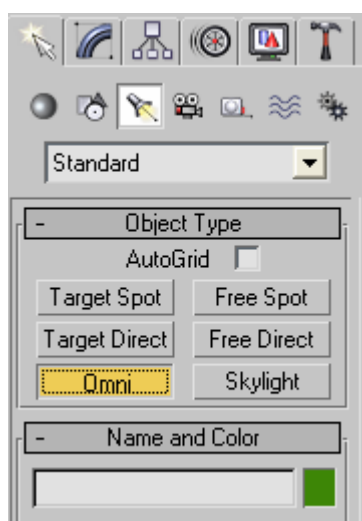 Standard
- Object Type
AutoGrid
Target Spot Free Spot
Target Direct Free Direct
Omni Skylight
- Name and Color